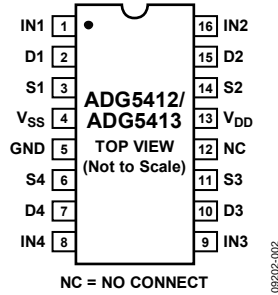 IN1 1 16 IN2
D1 2 15 D2
S1 3 14 S2
VSS 4 13 VDD
GND 5 12 NC
S4 6 11 S3
D4 7 10 D3
IN4 8 9 IN3
ADG5412/
ADG5413
TOP VIEW
(Not to Scale)
NC = NO CONNECT
09202-002